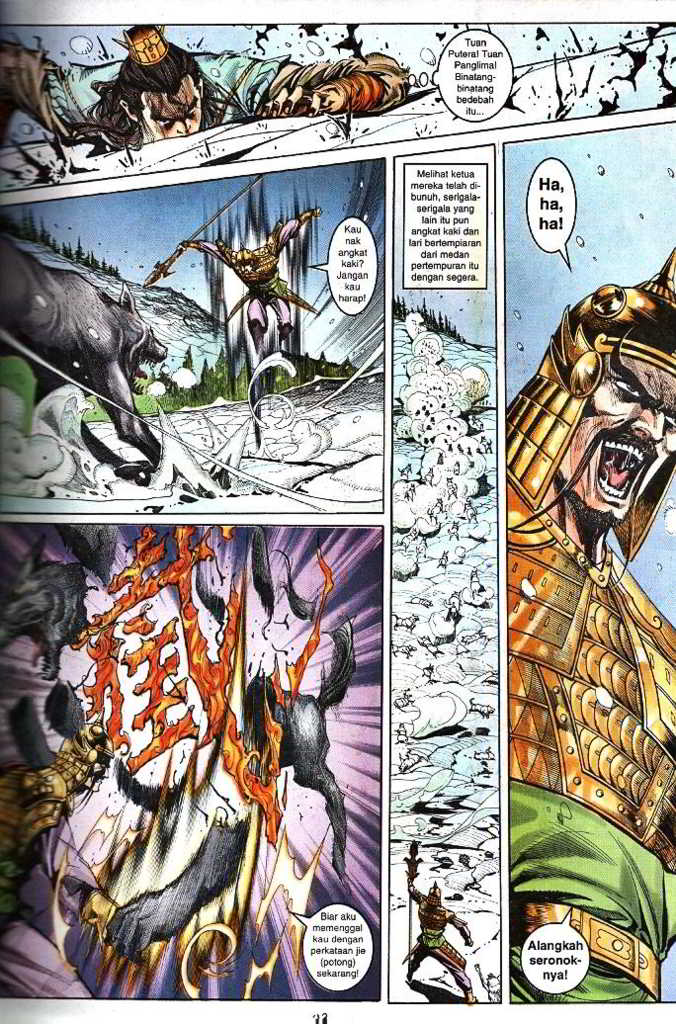 Tuan
Putera! Tuan
Panglima!
Binatang-
binatang
bedebah
itu...
Kau
nak
angkat
kaki?
Jangan
kau
harap!
Melihat ketua
mereka telah di-
bunuh, serigala-
serigala yang
lain itu pun
angkat kaki dan
lari bertempiaran
dari medan
pertempuran itu
dengan segera.
Ha,
ha,
ha!
Biar aku
memenggal
kau dengan
perkataan jie
(potong)
sekarang!
Alangkah
seronok-
nya!